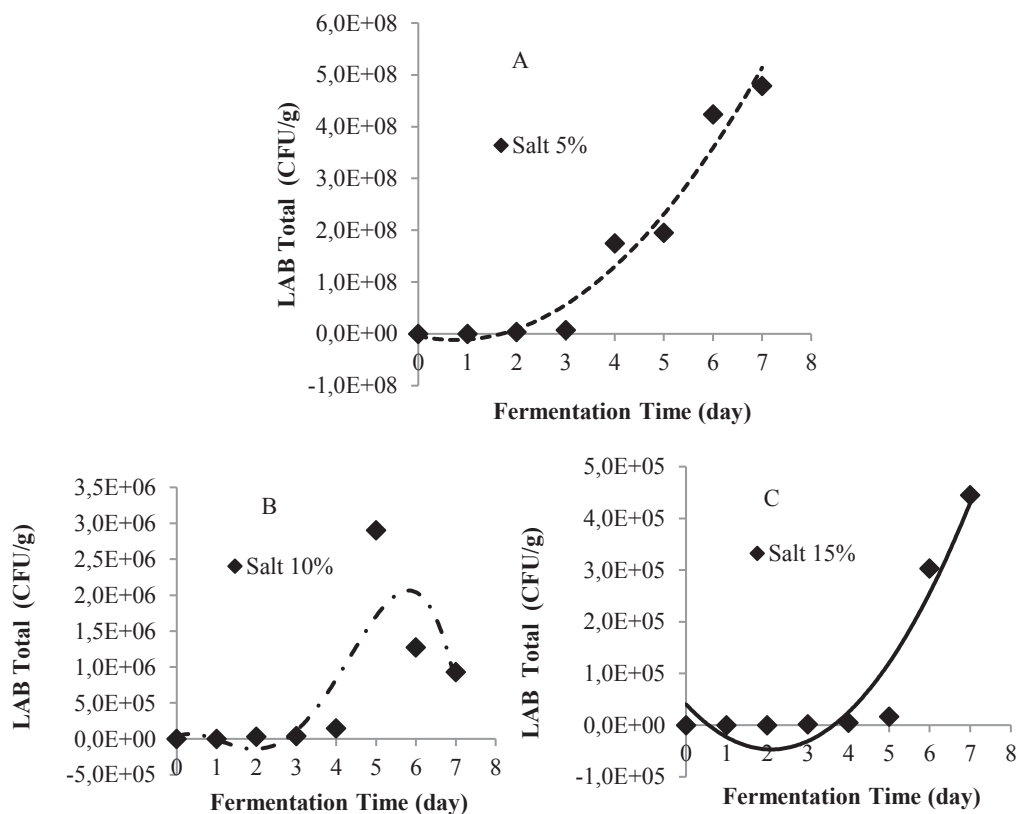 A
LAB Total (CFU/g)
6,0E+08
5,0E+08
4,0E+08
3,0E+08
2,0E+08
1,0E+08
0,0E+00
-1,0E+08
Salt 5%
0 1 2 3 4 5 6 7 8
Fermentation Time (day)
B
LAB Total (CFU/g)
3,5E+06
3,0E+06
2,5E+06
2,0E+06
1,5E+06
1,0E+06
5,0E+05
0,0E+00
-5,0E+05
Salt 10%
0 1 2 3 4 5 6 7 8
Fermentation Time (day)
C
LAB Total (CFU/g)
5,0E+05
4,0E+05
3,0E+05
2,0E+05
1,0E+05
0,0E+00
-1,0E+05
Salt 15%
0 1 2 3 4 5 6 7 8
Fermentation Time (day)